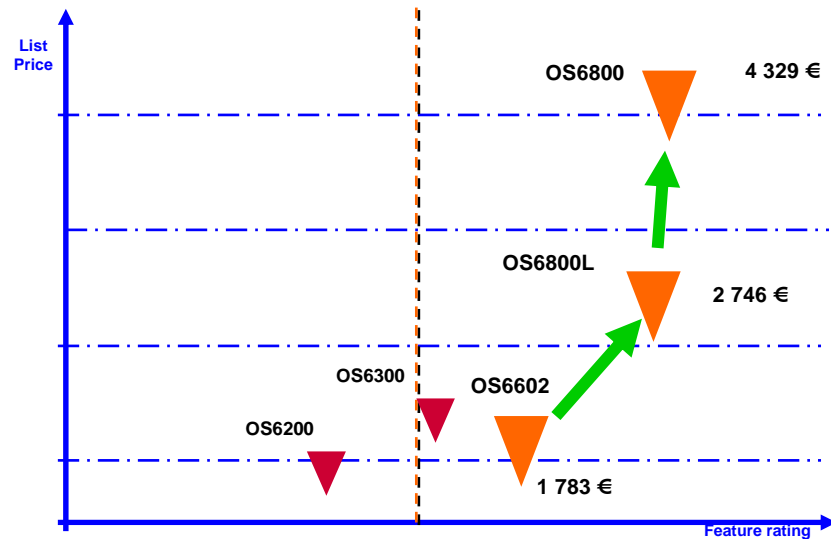 List
Price
OS6800
4 329 €
OS6800L
2 746 €
OS6300
OS6602
OS6200
1 783 €
Feature rating